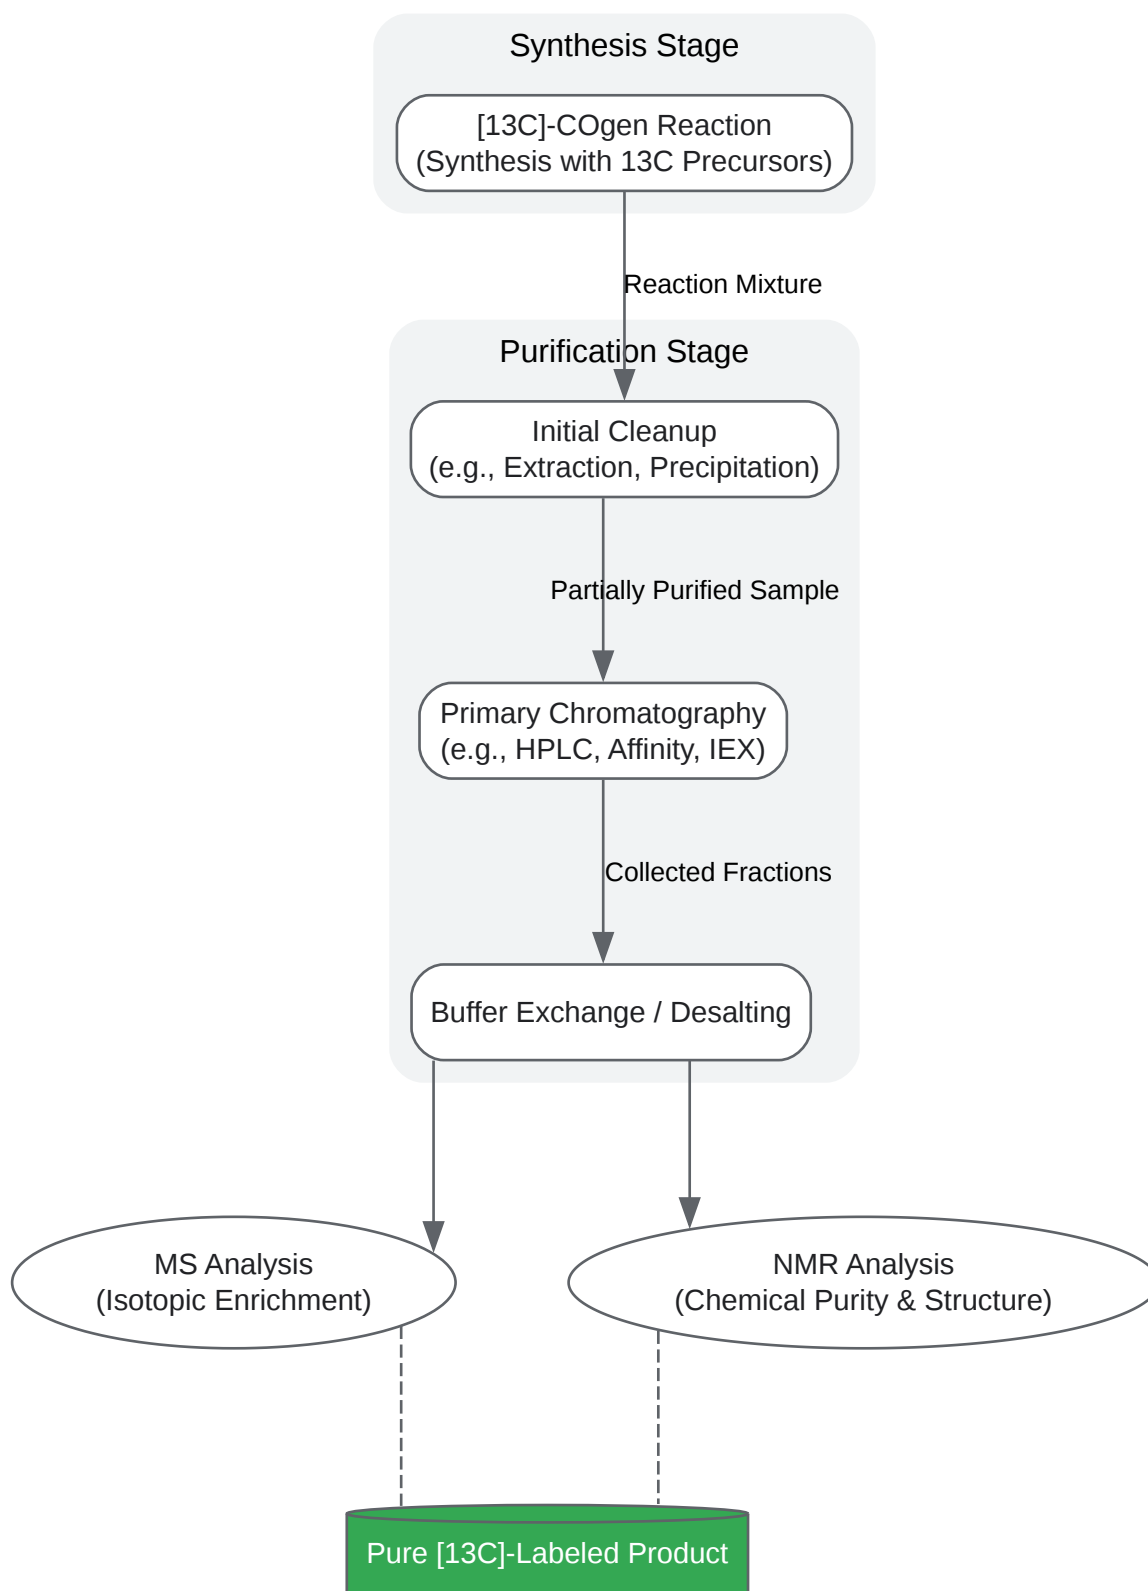 Synthesis Stage
[13C]-COgen Reaction
(Synthesis with 13C Precursors)
Reaction Mixture
Purification Stage
Initial Cleanup
(e.g., Extraction, Precipitation)
Partially Purified Sample
Primary Chromatography
(e.g., HPLC, Affinity, IEX)
Collected Fractions
Buffer Exchange / Desalting
MS Analysis
(Isotopic Enrichment)
NMR Analysis
(Chemical Purity & Structure)
Pure [13C]-Labeled Product